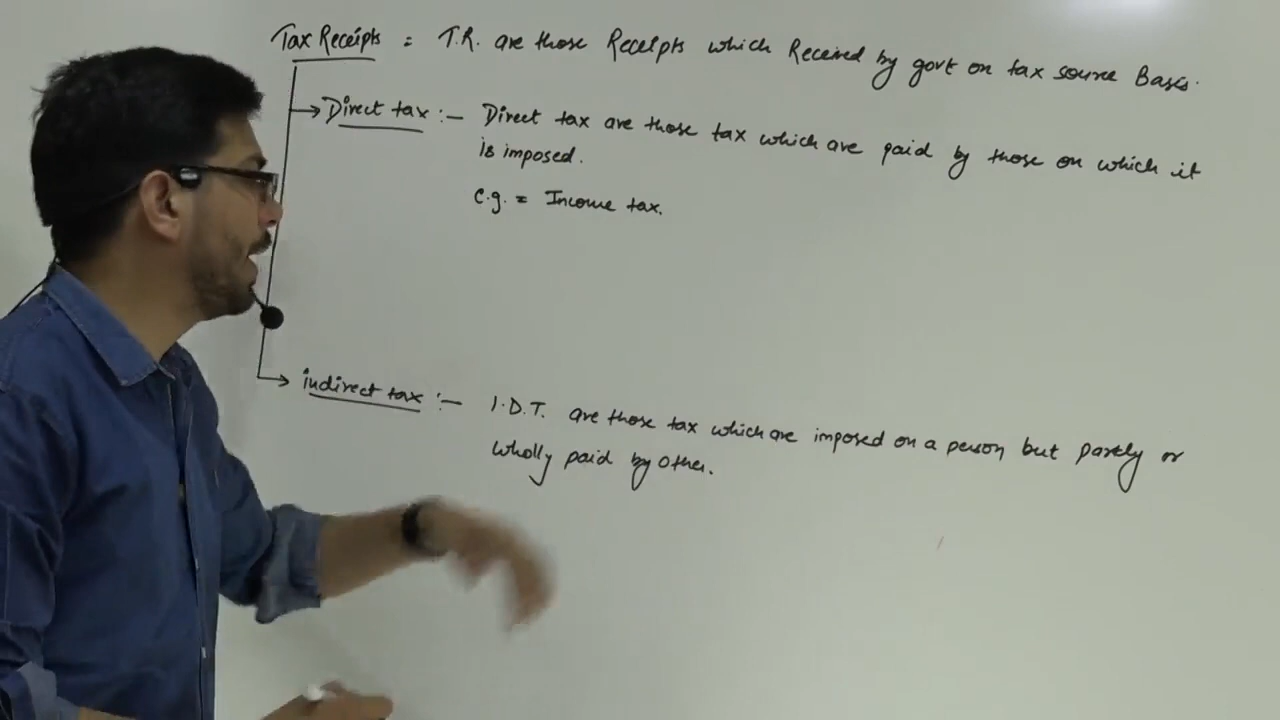 Tax Receipts = T.R. are those Receipts which Received by govt on tax source Basis.
Direct tax :- Direct tax are those tax which are paid by those on which it
is imposed.
e.g. = Income tax.
indirect tax :- I.D.T. are those tax which are imposed on a person but parely or
wholly paid by other.